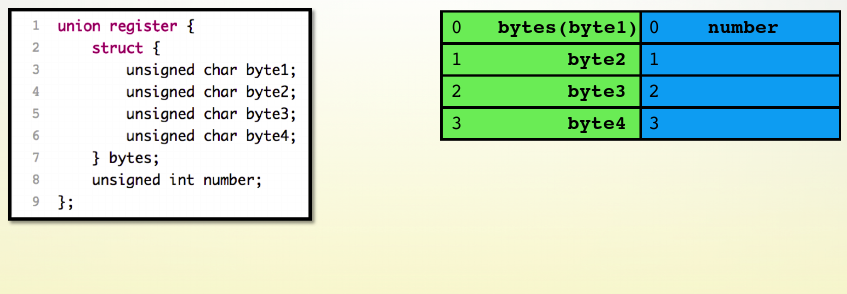 1 union register {
2 struct {
3 unsigned char byte1;
4 unsigned char byte2;
5 unsigned char byte3;
6 unsigned char byte4;
7 } bytes;
8 unsigned int number;
9 };
0 bytes(byte1) 0 number
1 byte2 1
2 byte3 2
3 byte4 3